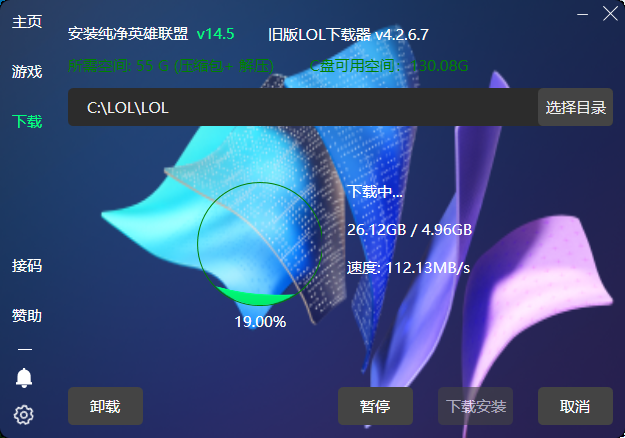 主页
安装纯净英雄联盟 v14.5 旧版LOL下载器 v4.2.6.7
所需空间: 55 G (压缩包+ 解压) C盘可用空间: 130.08G
游戏
C:\LOL\LOL 选择目录
下载
下载中...
26.12GB / 4.96GB
接码
速度: 112.13MB/s
赞助
19.00%
卸载 暂停 下载安装 取消